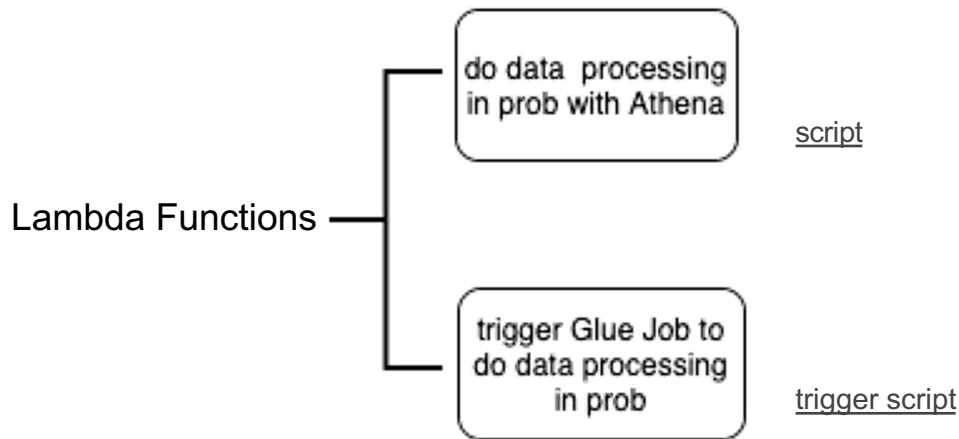 do data processing
in prob with Athena
script
Lambda Functions
trigger Glue Job to
do data processing
in prob
trigger script